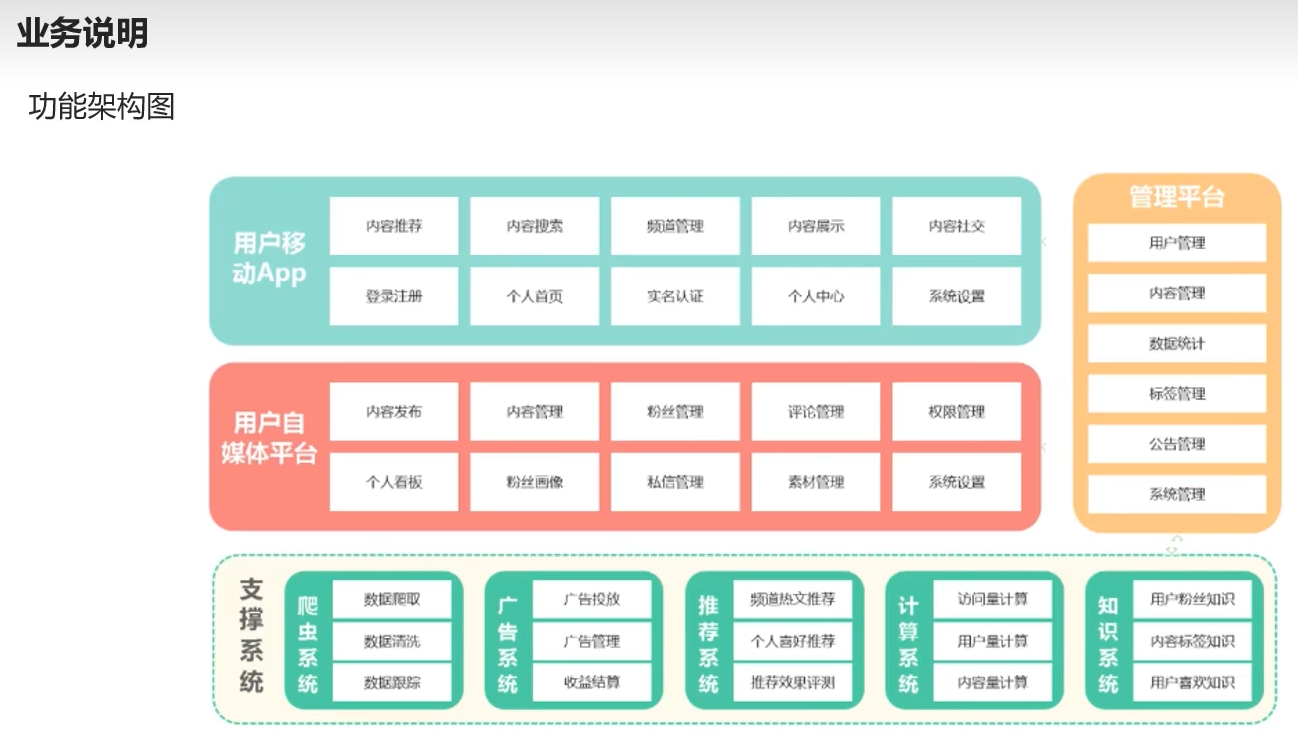 业务说明
功能架构图
用户移
动App
内容推荐
内容搜索
频道管理
内容展示
内容社交
登录注册
个人首页
实名认证
个人中心
系统设置
用户自
媒体平台
内容发布
内容管理
粉丝管理
评论管理
权限管理
个人看板
粉丝画像
私信管理
素材管理
系统设置
管理平台
用户管理
内容管理
数据统计
标签管理
公告管理
系统管理
支撑系统
爬虫系统
数据爬取
数据清洗
数据跟踪
广告系统
广告投放
广告管理
收益结算
推荐系统
频道热文推荐
个人喜好推荐
推荐效果评测
计算系统
访问量计算
用户量计算
内容量计算
知识系统
用户粉丝知识
内容标签知识
用户喜欢知识